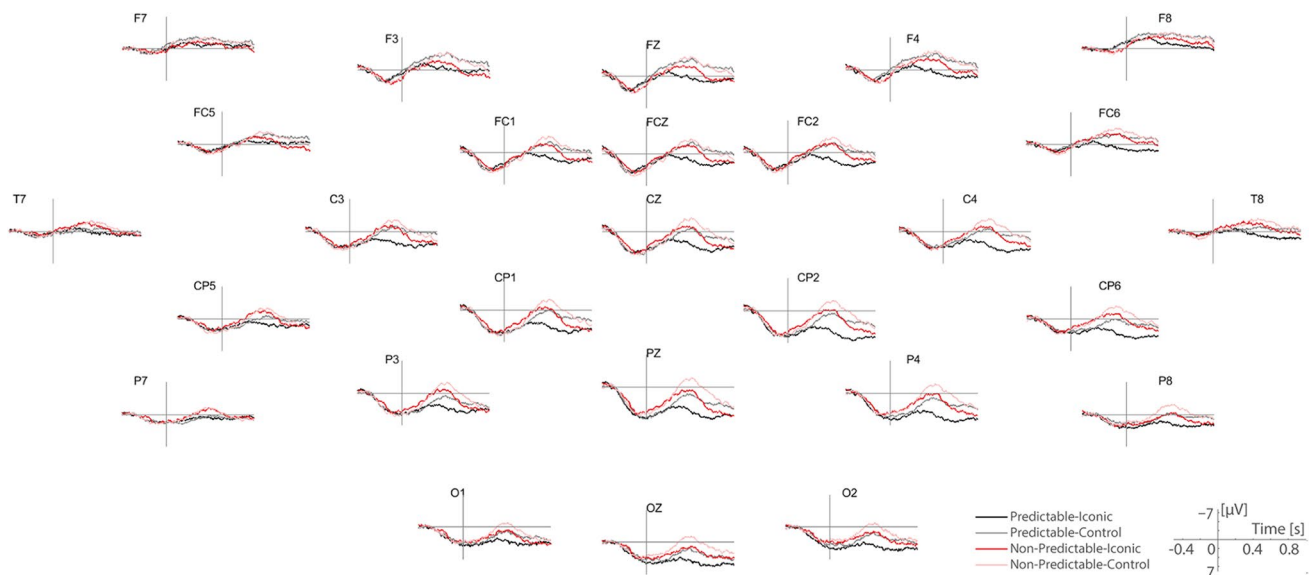 F7
F8
F3
FZ
F4
FC5
FC1
FCZ
FC2
FC6
T7
C3
CZ
C4
T8
CP5
CP1
CP2
CP6
P7
P3
PZ
P4
P8
O1
OZ
O2
Predictable-Iconic
Predictable-Control
Non-Predictable-Iconic
Non-Predictable-Control
−7 [µV]
Time [s]
-0.4 0 0.4 0.8
7